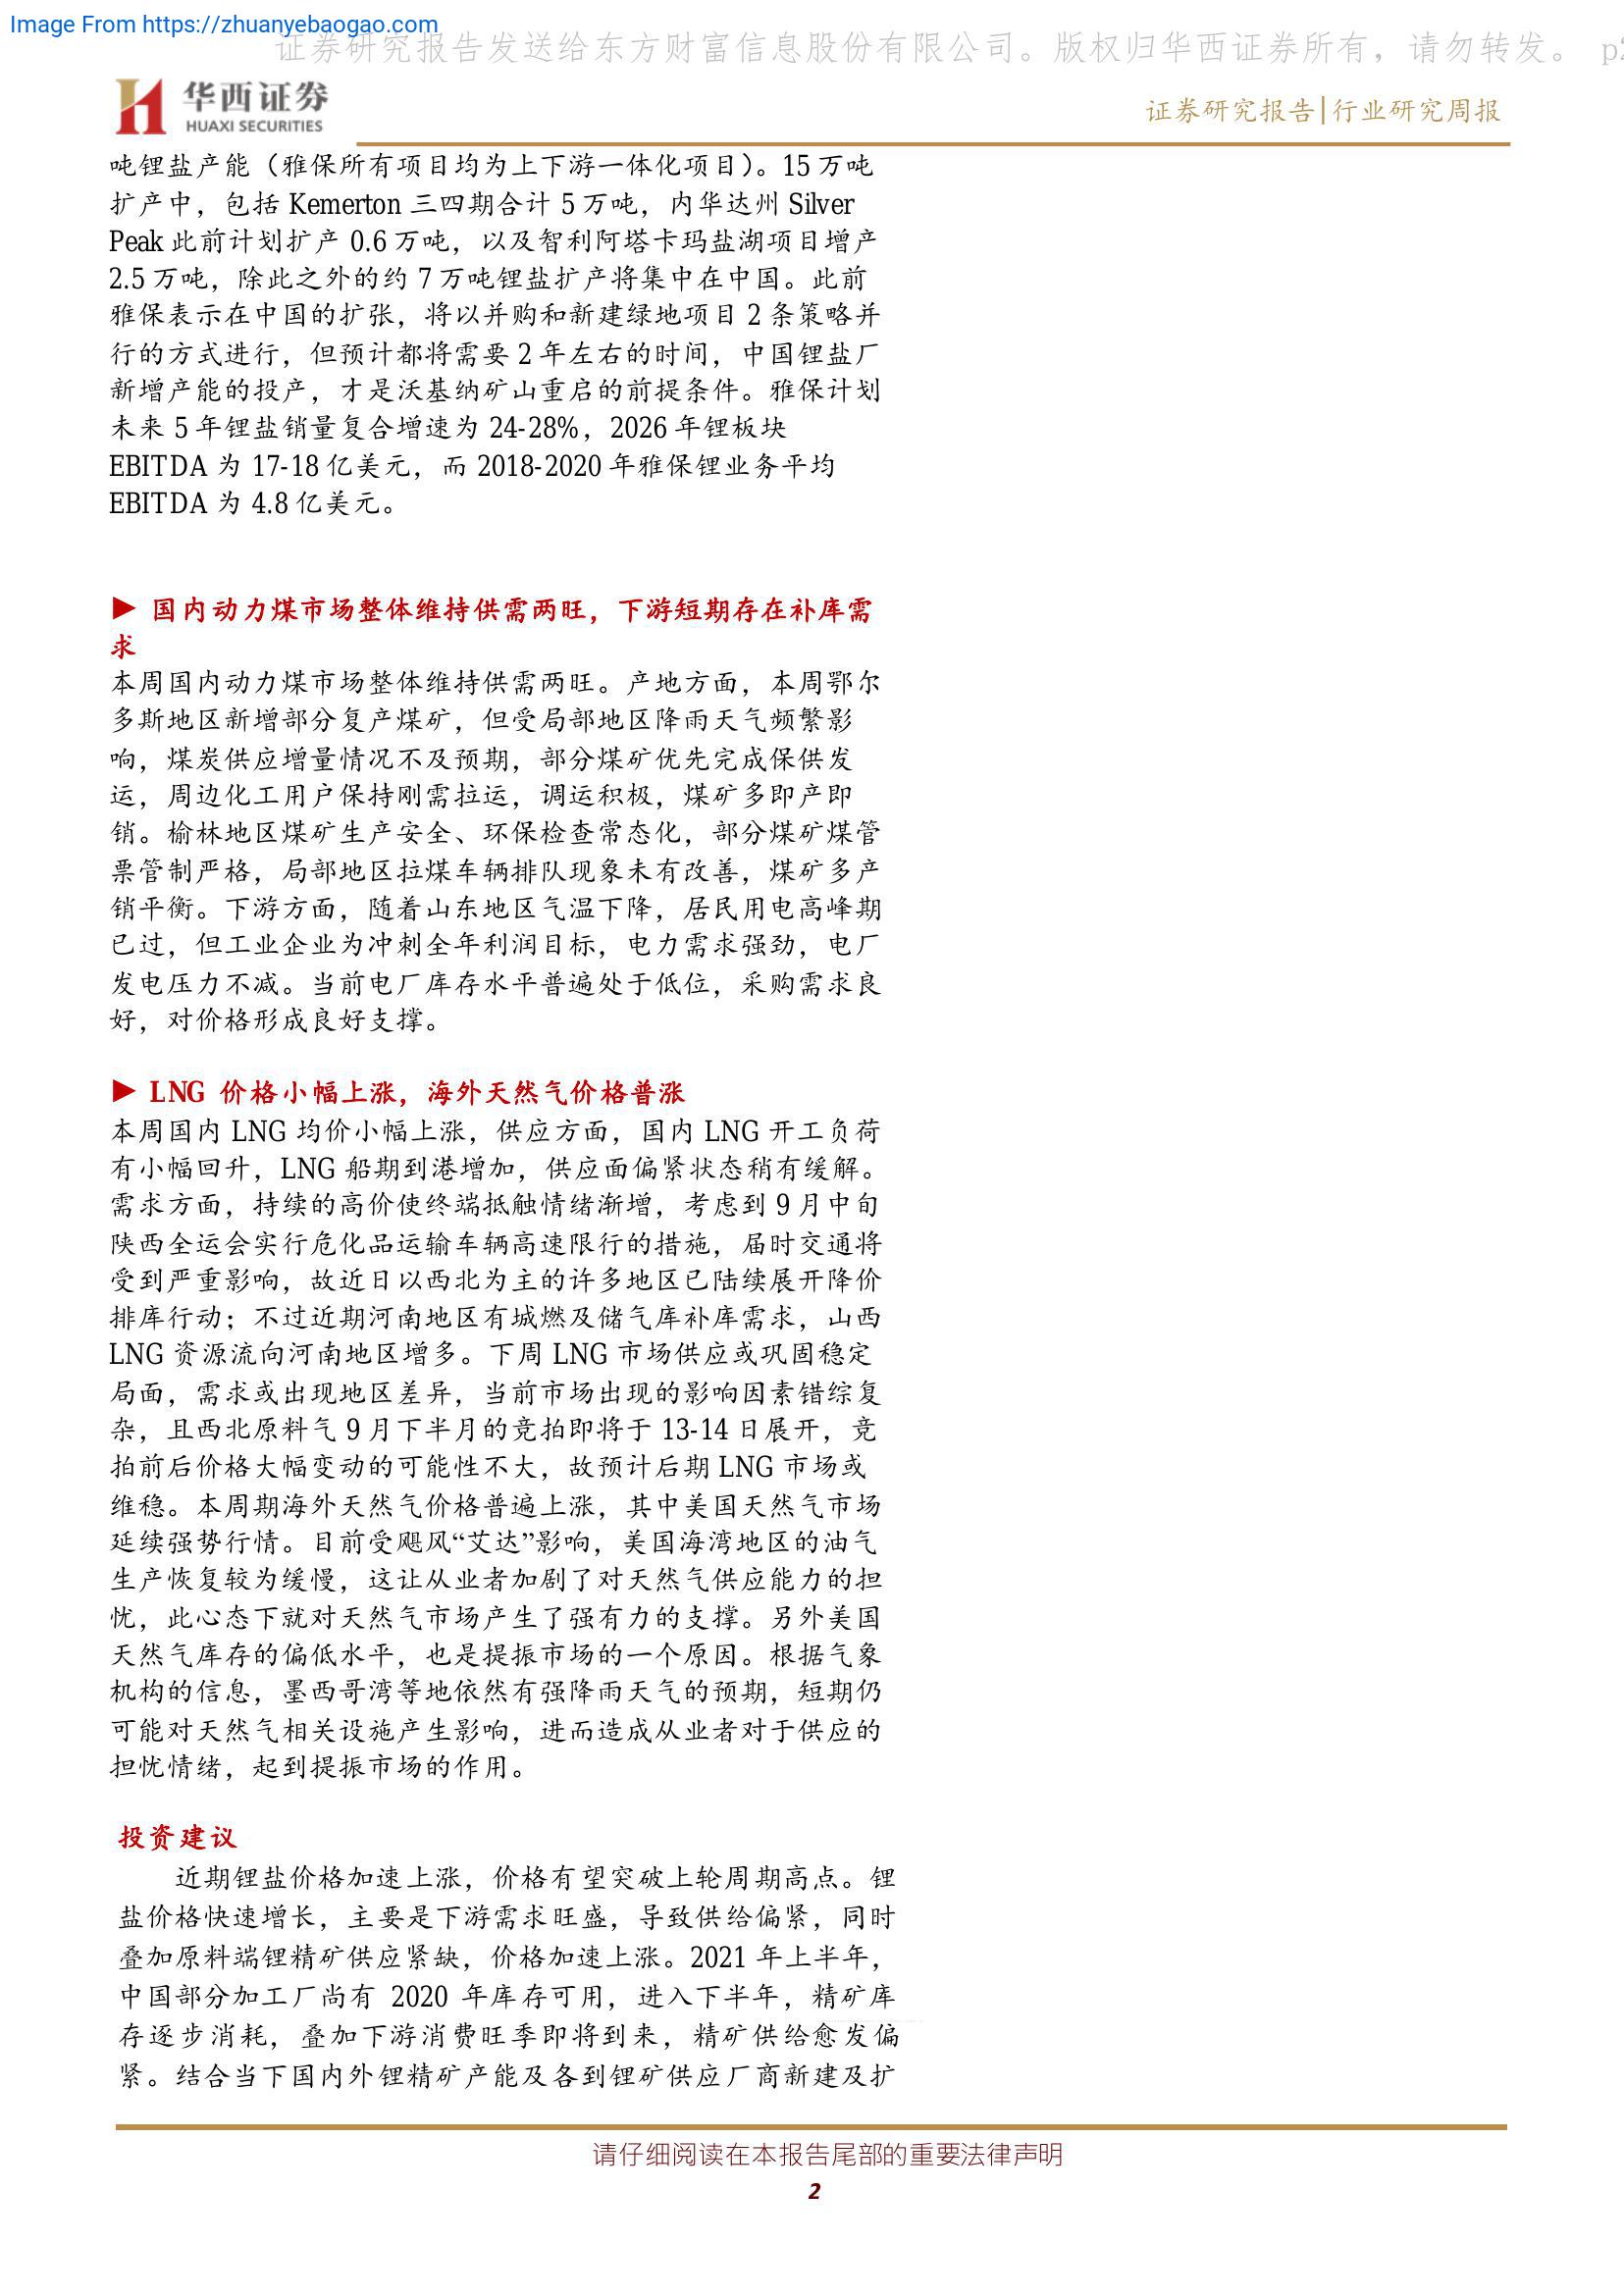 Image From https://zhuanyebaogao.com
证券研究报告发送给东方财富信息股份有限公司。版权归华西证券所有，请勿转发。 p2
华西证券
HUAXI SECURITIES
证券研究报告|行业研究周报
吨锂盐产能（雅保所有项目均为上下游一体化项目）。15 万吨
扩产中，包括 Kemerton 三四期合计 5 万吨，内华达州 Silver
Peak 此前计划扩产 0.6 万吨，以及智利阿塔卡玛盐湖项目增产
2.5 万吨，除此之外的约 7 万吨锂盐扩产将集中在中国。此前
雅保表示在中国的扩张，将以并购和新建绿地项目 2 条策略并
行的方式进行，但预计都将需要 2 年左右的时间，中国锂盐厂
新增产能的投产，才是沃基纳矿山重启的前提条件。雅保计划
未来 5 年锂盐销量复合增速为 24-28%，2026 年锂板块
EBITDA 为 17-18 亿美元，而 2018-2020 年雅保锂业务平均
EBITDA 为 4.8 亿美元。
► 国内动力煤市场整体维持供需两旺，下游短期存在补库需
求
本周国内动力煤市场整体维持供需两旺。产地方面，本周鄂尔
多斯地区新增部分复产煤矿，但受局部地区降雨天气频繁影
响，煤炭供应增量情况不及预期，部分煤矿优先完成保供发
运，周边化工用户保持刚需拉运，调运积极，煤矿多即产即
销。榆林地区煤矿生产安全、环保检查常态化，部分煤矿煤管
票管制严格，局部地区拉煤车辆排队现象未有改善，煤矿多产
销平衡。下游方面，随着山东地区气温下降，居民用电高峰期
已过，但工业企业为冲刺全年利润目标，电力需求强劲，电厂
发电压力不减。当前电厂库存水平普遍处于低位，采购需求良
好，对价格形成良好支撑。
► LNG 价格小幅上涨，海外天然气价格普涨
本周国内 LNG 均价小幅上涨，供应方面，国内 LNG 开工负荷
有小幅回升，LNG 船期到港增加，供应面偏紧状态稍有缓解。
需求方面，持续的高价使终端抵触情绪渐增，考虑到 9 月中旬
陕西全运会实行危化品运输车辆高速限行的措施，届时交通将
受到严重影响，故近日以西北为主的许多地区已陆续展开降价
排库行动；不过近期河南地区有城燃及储气库补库需求，山西
LNG 资源流向河南地区增多。下周 LNG 市场供应或巩固稳定
局面，需求或出现地区差异，当前市场出现的影响因素错综复
杂，且西北原料气 9 月下半月的竞拍即将于 13-14 日展开，竞
拍前后价格大幅变动的可能性不大，故预计后期 LNG 市场或
维稳。本周期海外天然气价格普遍上涨，其中美国天然气市场
延续强势行情。目前受飓风“艾达”影响，美国海湾地区的油气
生产恢复较为缓慢，这让从业者加剧了对天然气供应能力的担
忧，此心态下就对天然气市场产生了强有力的支撑。另外美国
天然气库存的偏低水平，也是提振市场的一个原因。根据气象
机构的信息，墨西哥湾等地依然有强降雨天气的预期，短期仍
可能对天然气相关设施产生影响，进而造成从业者对于供应的
担忧情绪，起到提振市场的作用。
投资建议
近期锂盐价格加速上涨，价格有望突破上轮周期高点。锂
盐价格快速增长，主要是下游需求旺盛，导致供给偏紧，同时
叠加原料端锂精矿供应紧缺，价格加速上涨。2021 年上半年，
中国部分加工厂尚有 2020 年库存可用，进入下半年，精矿库
存逐步消耗，叠加下游消费旺季即将到来，精矿供给愈发偏
紧。结合当下国内外锂精矿产能及各到锂矿供应厂商新建及扩
请仔细阅读在本报告尾部的重要法律声明
2